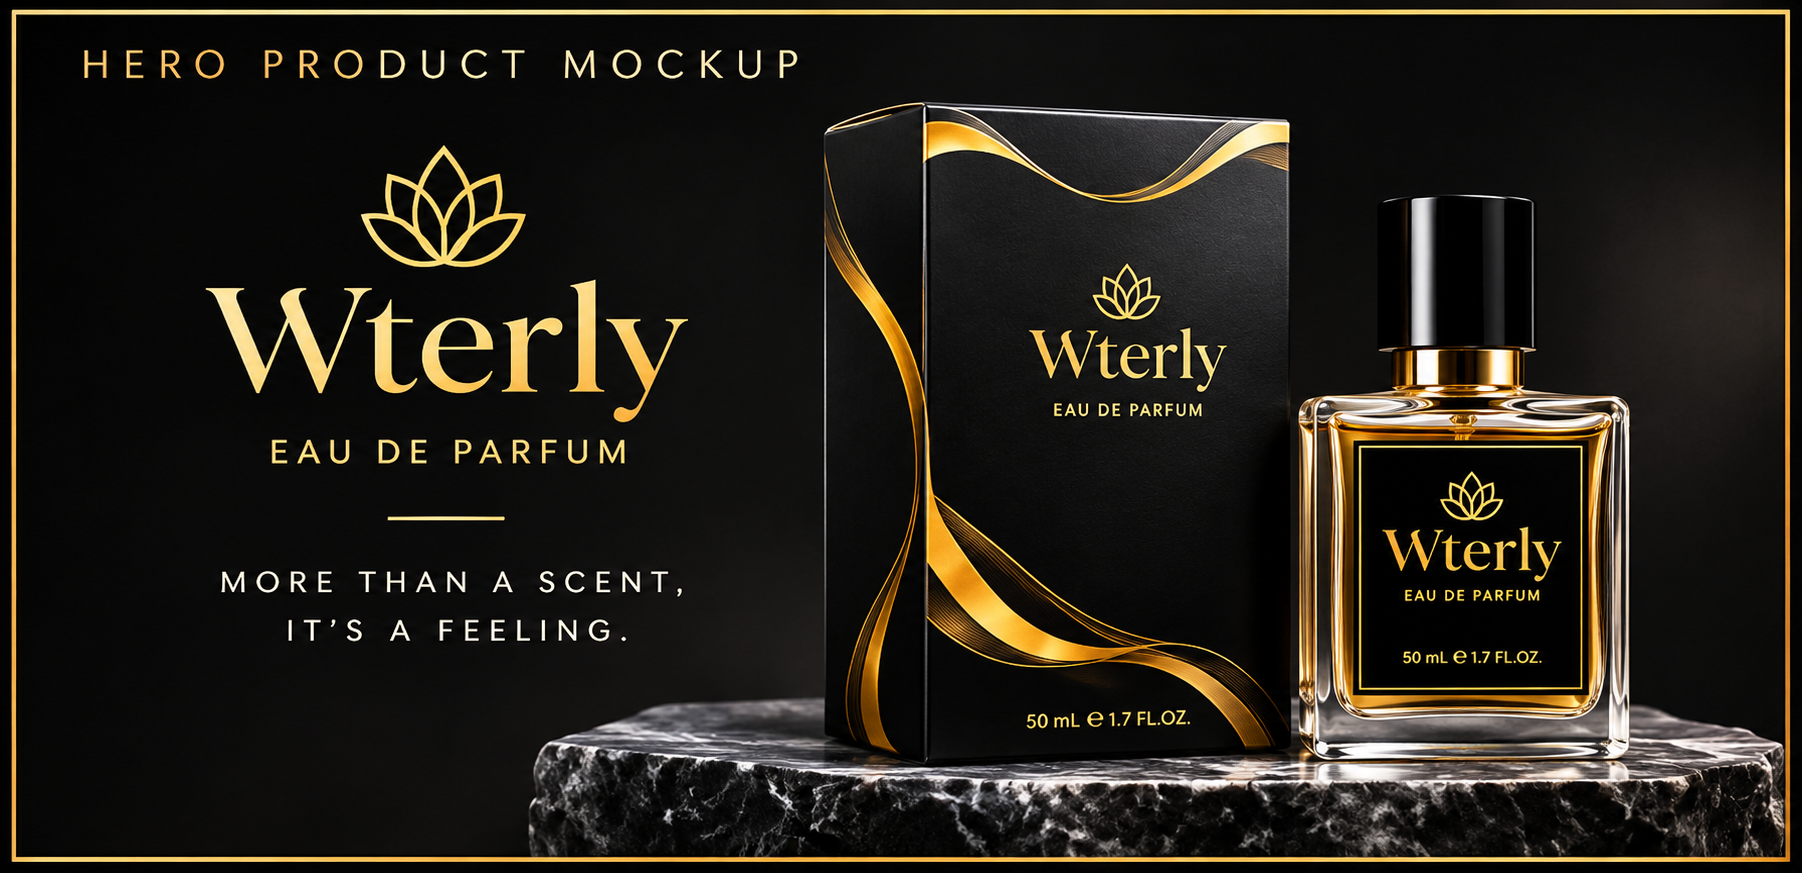 HERO PRODUCT MOCKUP
Wterly
EAU DE PARFUM
MORE THAN A SCENT,
IT'S A FEELING.
Wterly
EAU DE PARFUM
50 mL ℮ 1.7 FL.OZ.
Wterly
EAU DE PARFUM
50 mL ℮ 1.7 FL.OZ.